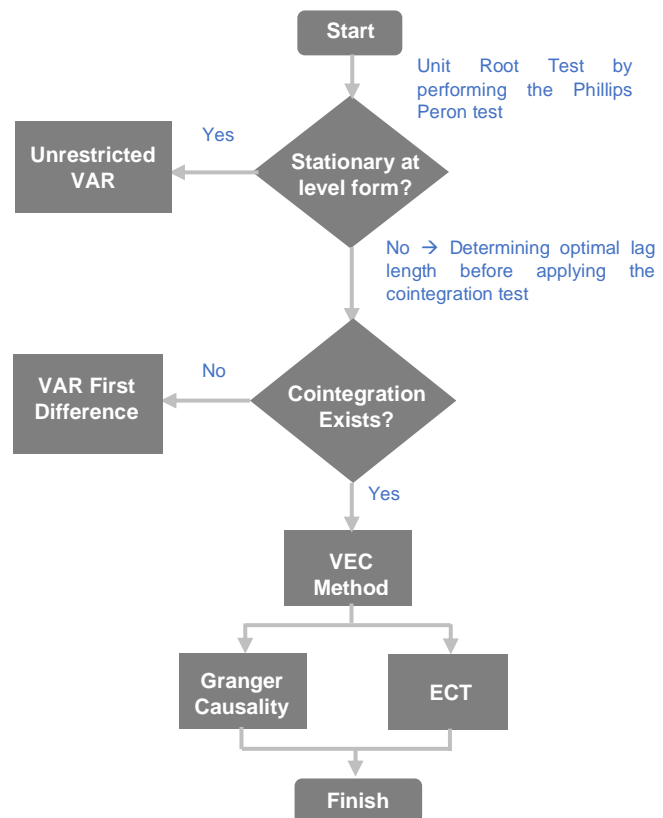 Start
Unit Root Test by
performing the Phillips
Peron test
Yes
Unrestricted
VAR
Stationary at
level form?
No → Determining optimal lag
length before applying the
cointegration test
No
VAR First
Difference
Cointegration
Exists?
Yes
VEC
Method
Granger
Causality
ECT
Finish